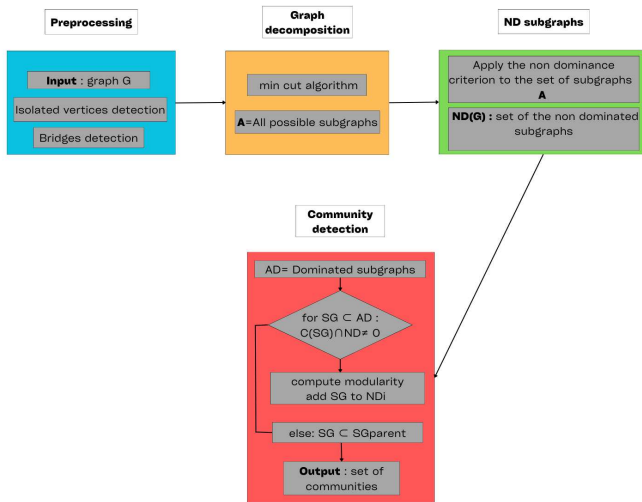 Preprocessing
Input : graph G
Isolated vertices detection
Bridges detection
Graph
decomposition
min cut algorithm
A=All possible subgraphs
ND subgraphs
Apply the non dominance
criterion to the set of subgraphs
A
ND(G) : set of the non dominated
subgraphs
Community
detection
AD= Dominated subgraphs
for SG ⊂ AD :
C(SG)∩ND≠ 0
compute modularity
add SG to NDi
else: SG ⊂ SGparent
Output : set of
communities